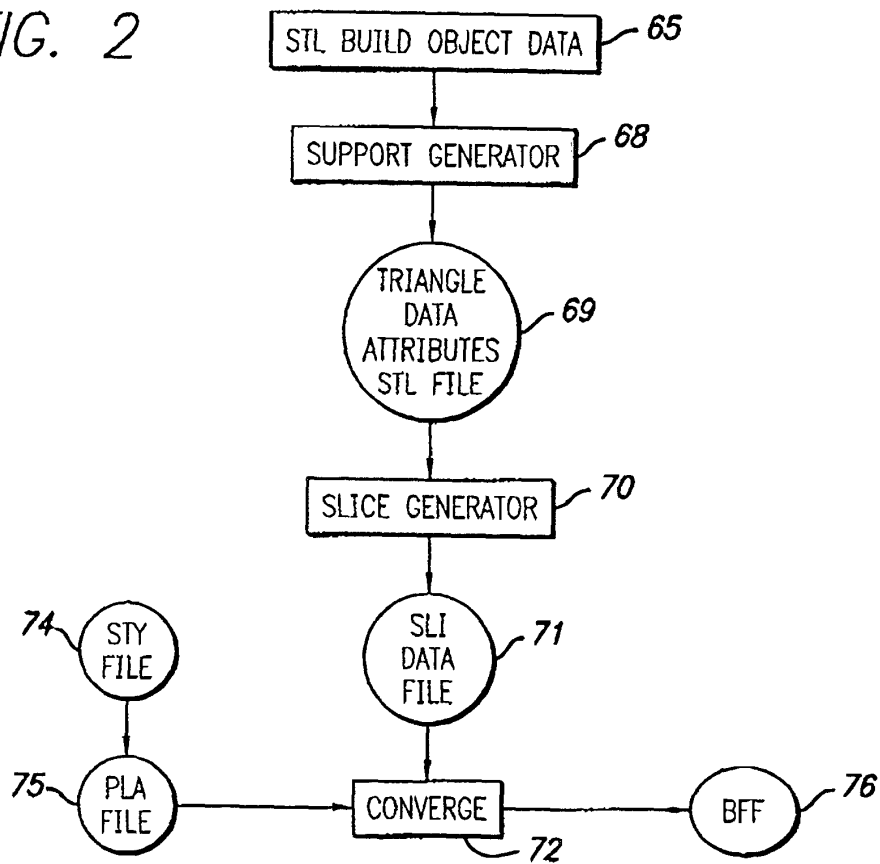 FIG. 2
STL BUILD OBJECT DATA
65
SUPPORT GENERATOR
68
TRIANGLE
DATA
ATTRIBUTES
STL FILE
69
SLICE GENERATOR
70
74
STY
FILE
SLI
DATA
FILE
71
75
PLA
FILE
CONVERGE
72
BFF
76